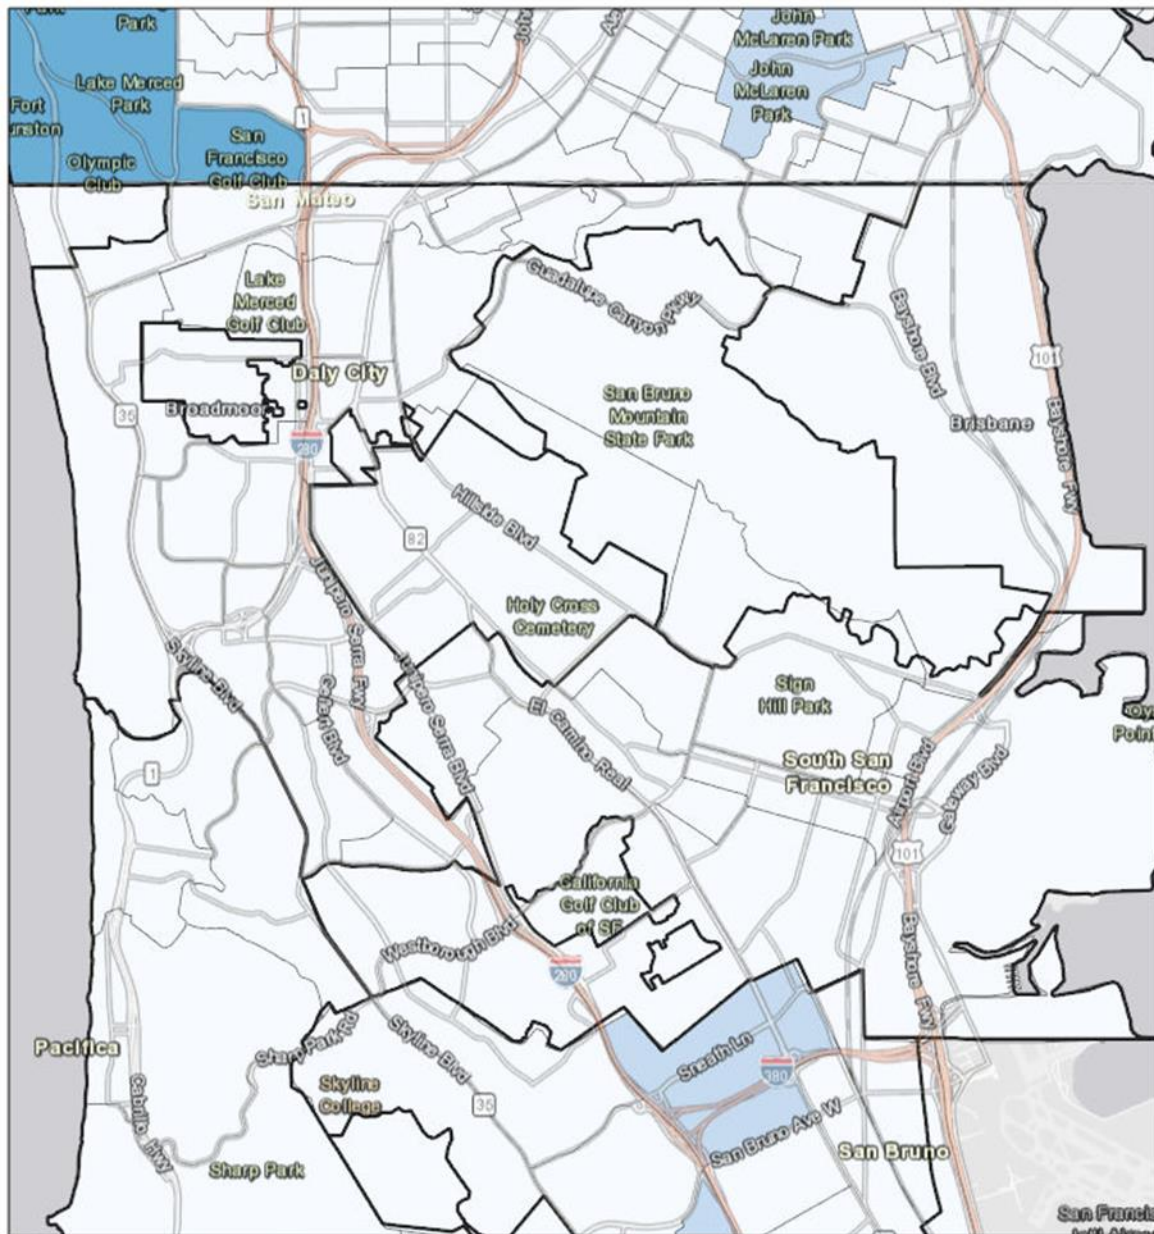 Park
John
McLaren Park
Lake Merced
Park
John
McLaren
Park
Fort
1
San
Francisco
Golf Club
Olympic
Club
San Mateo
Guadalupe Canyon Pkwy
Lake
Merced
Golf Club
Bayshore Blvd
101
Daly City
San Bruno
Mountain
State Park
35
Broadmoor
Brisbane
Bayshore Fwy
280
Hillside Blvd
82
Junipero Serra Fwy
Holy Cross
Cemetery
Skyline Blvd
Junipero Serra Blvd
Gellert Blvd
El Camino Real
Sign
Hill Park
Point
1
South San
Francisco
Airport Blvd
Gateway Blvd
101
California
Golf Club
of SF
Westborough Blvd
280
Bayshore Fwy
Pacifica
Sharp Park Rd
Skyline Blvd
Sneath Ln
380
Skyline
College
35
Cabrillo Hwy
San Bruno Ave W
San Bruno
Sharp Park